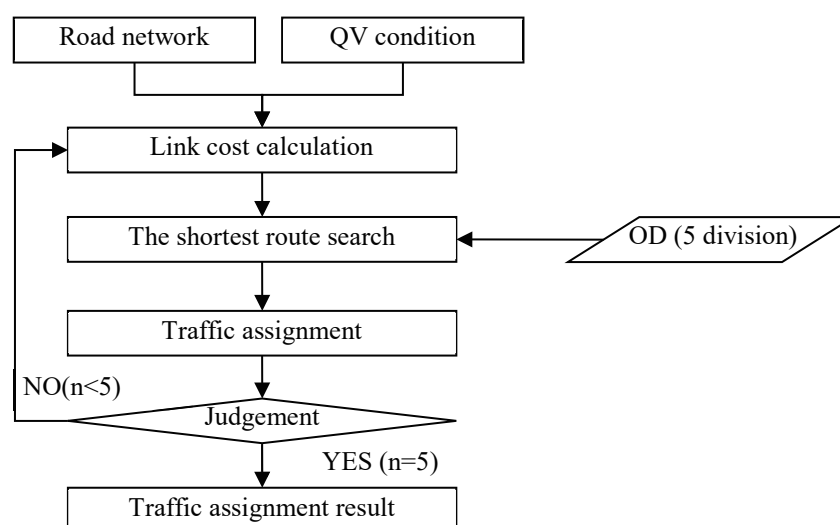 Road network
QV condition
Link cost calculation
The shortest route search
OD (5 division)
Traffic assignment
NO(n<5)
Judgement
YES (n=5)
Traffic assignment result